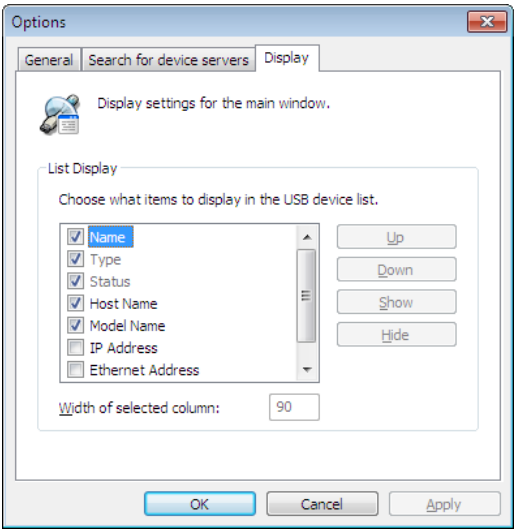 Options
General
Search for device servers
Display
Display settings for the main window.
List Display
Choose what items to display in the USB device list.
Name
Type
Status
Host Name
Model Name
IP Address
Ethernet Address
Up
Down
Show
Hide
Width of selected column:
90
OK
Cancel
Apply